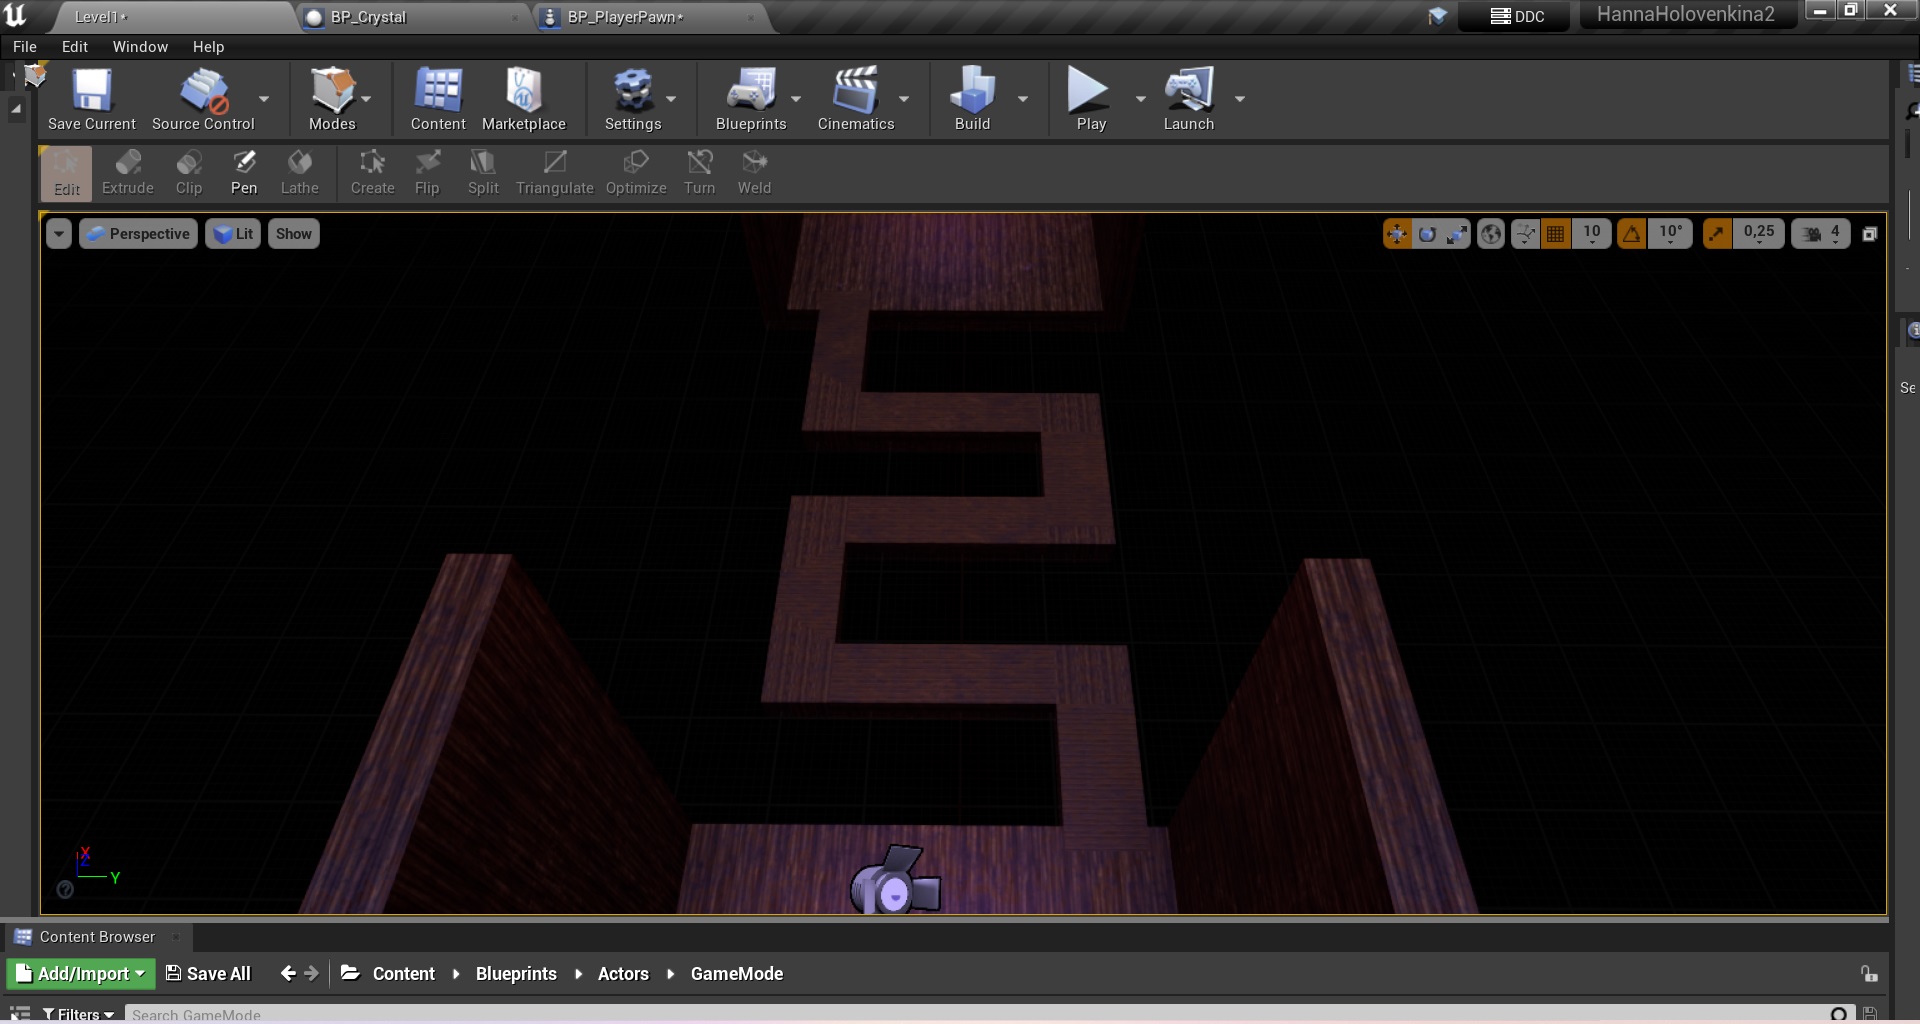 Level1*
BP_Crystal
BP_PlayerPawn*
DDC
HannaHolovenkina2
File Edit Window Help
Save Current Source Control Modes Content Marketplace Settings Blueprints Cinematics Build Play Launch
Edit Extrude Clip Pen Lathe Create Flip Split Triangulate Optimize Turn Weld
Perspective Lit Show 10 10° 0,25 4
Se
X
Z
Y
Content Browser
Add/Import Save All Content Blueprints Actors GameMode
Filters Search GameMode